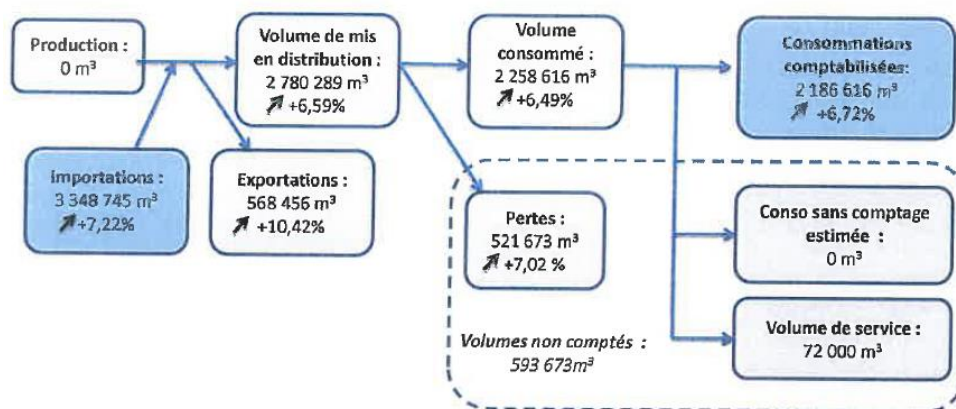 Production :
0 m³
Volume de mis
en distribution :
2 780 289 m³
+6,59%
Volume
consommé :
2 258 616 m³
+6,49%
Consommations
comptabilisées:
2 186 616 m³
+6,72%
Importations :
3 348 745 m³
+7,22%
Exportations :
568 456 m³
+10,42%
Pertes :
521 673 m³
+7,02 %
Conso sans comptage
estimée :
0 m³
Volumes non comptés :
593 673m³
Volume de service :
72 000 m³